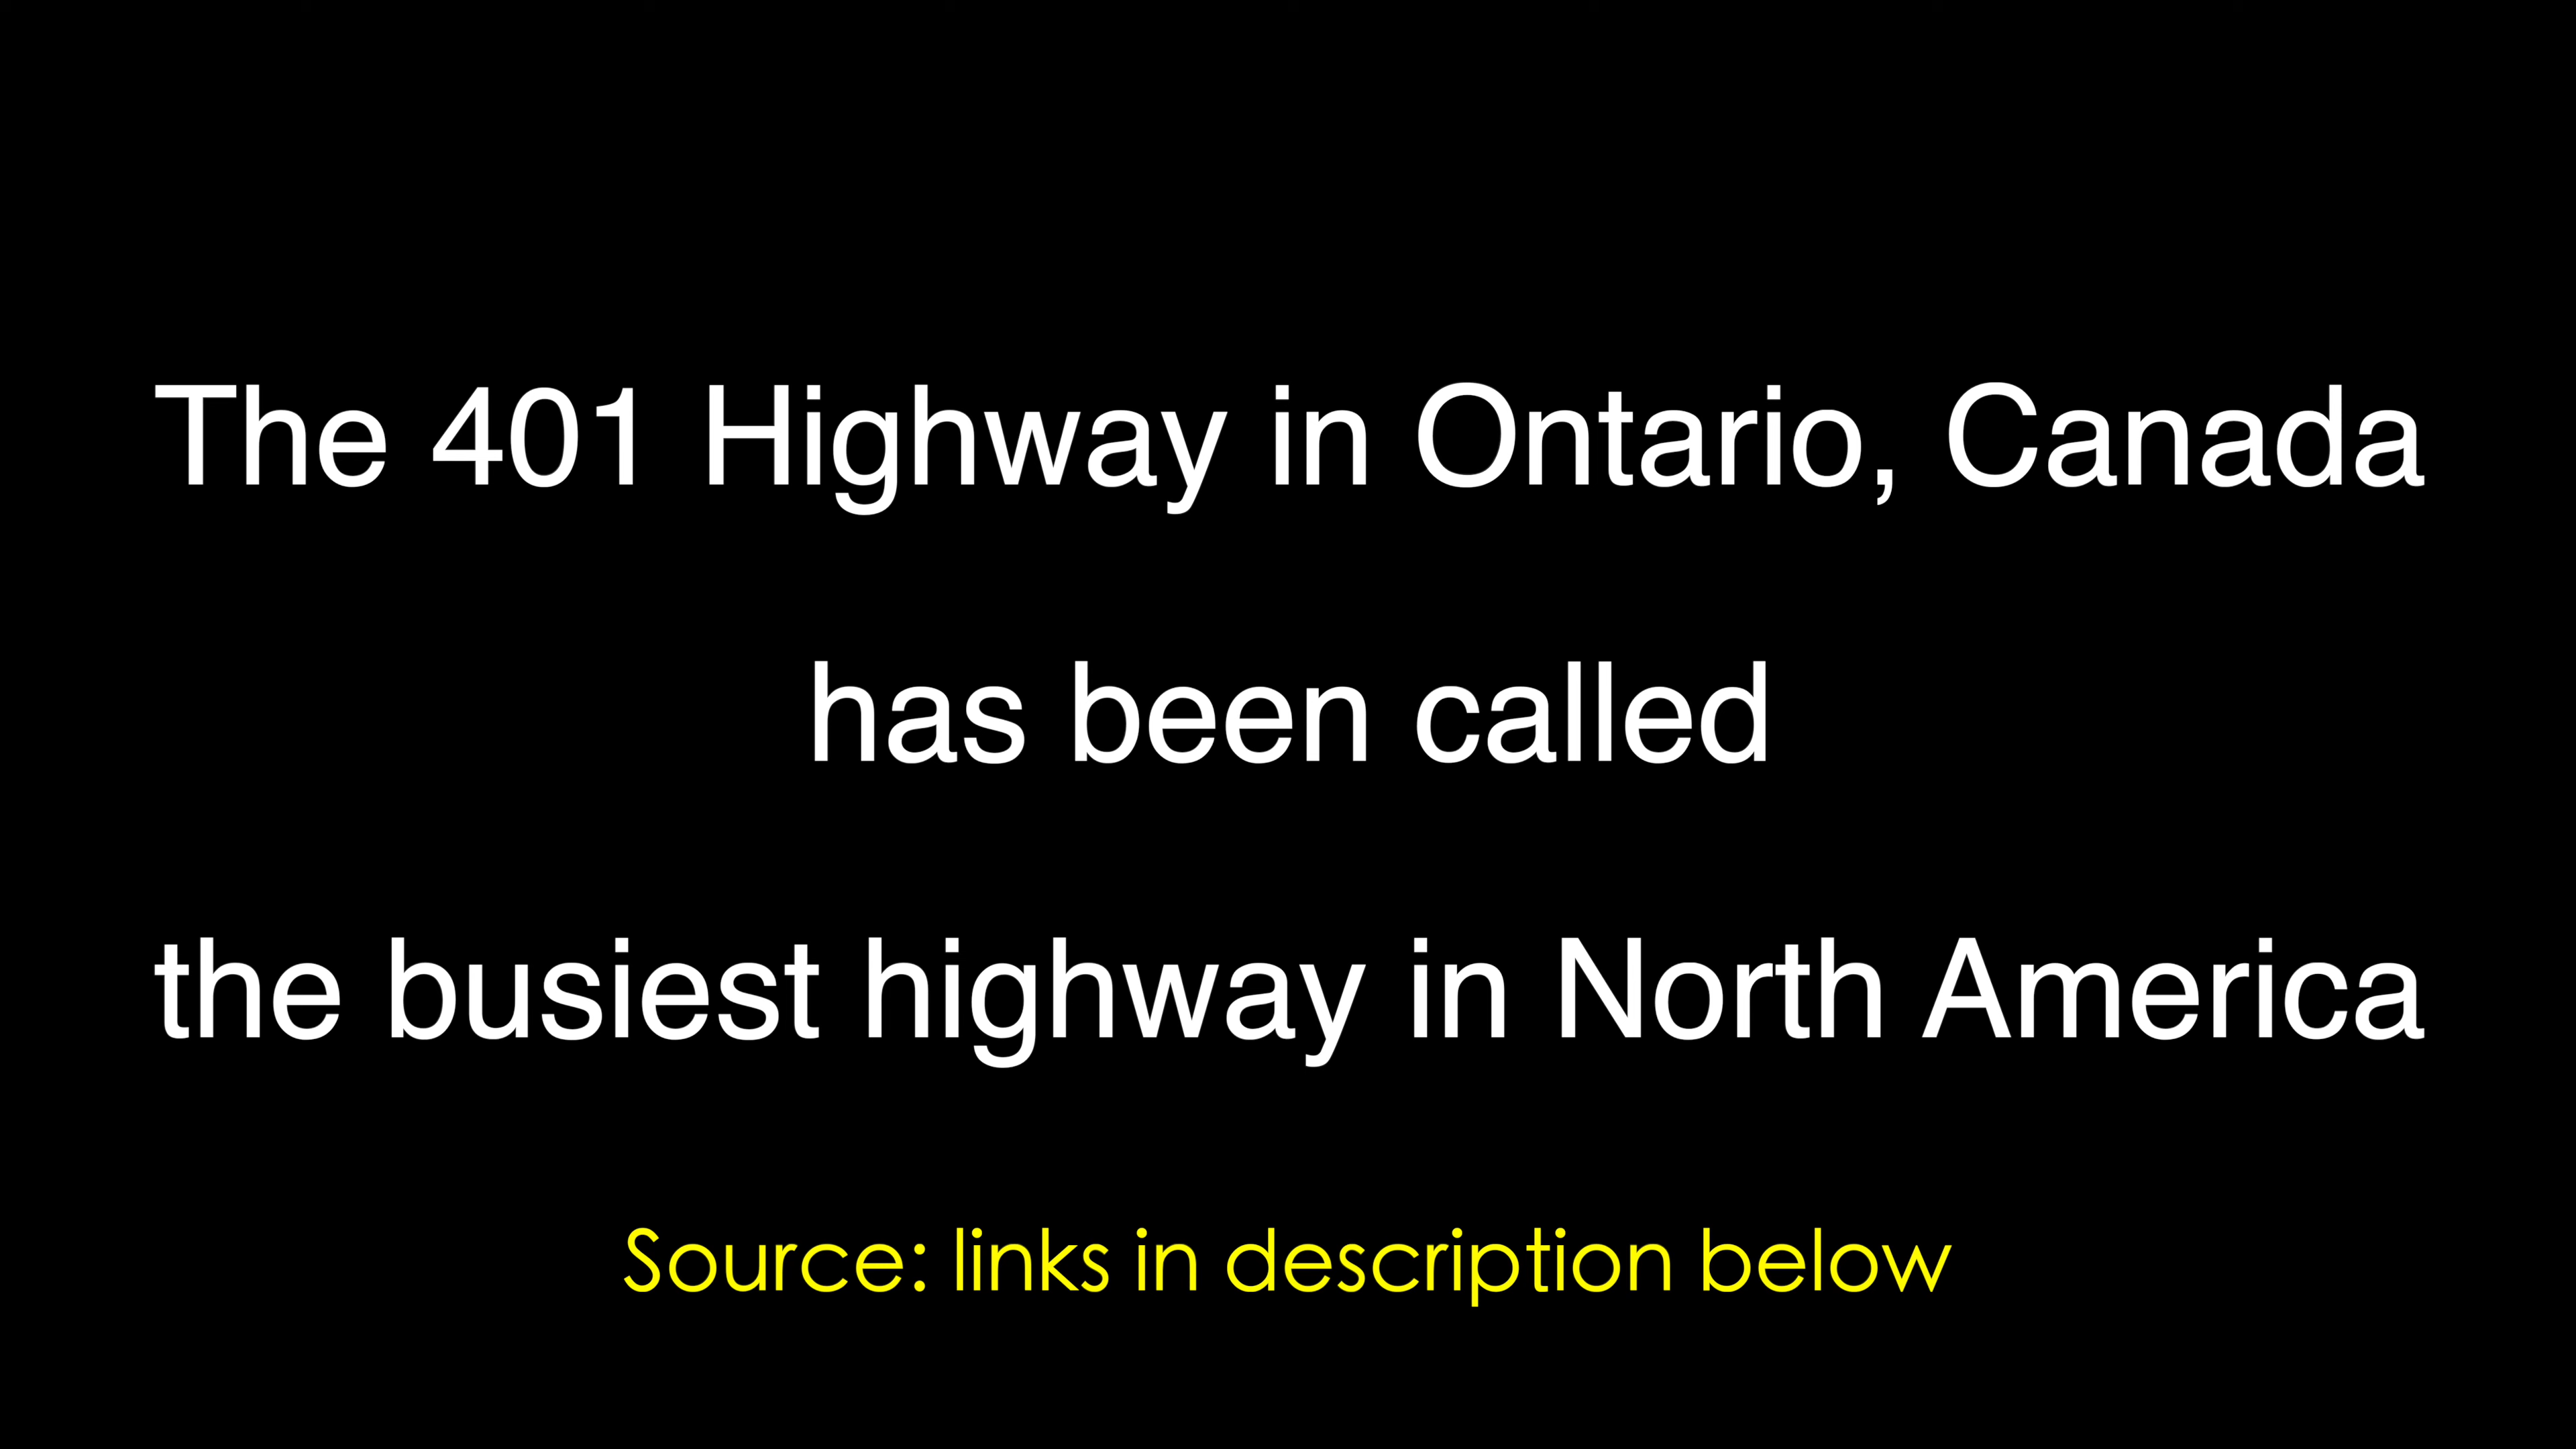 The 401 Highway in Ontario, Canada
has been called
the busiest highway in North America
Source: links in description below